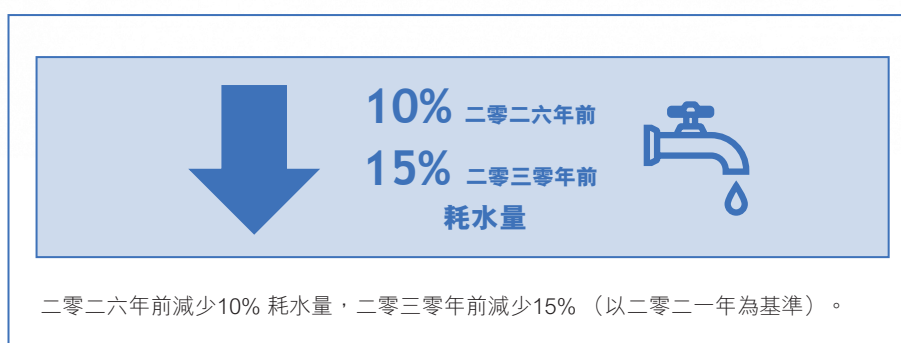 10% 二零二六年前
15% 二零三零年前
耗水量
二零二六年前減少10% 耗水量，二零三零年前減少15% （以二零二一年為基準）。